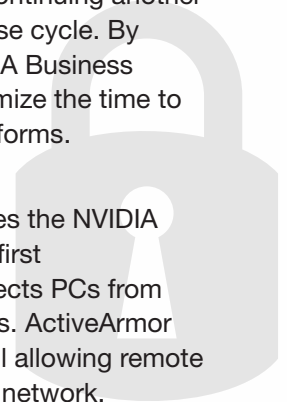 continuing another
se cycle. By
A Business
mize the time to
forms.
es the NVIDIA
first
ects PCs from
s. ActiveArmor
l allowing remote
network.